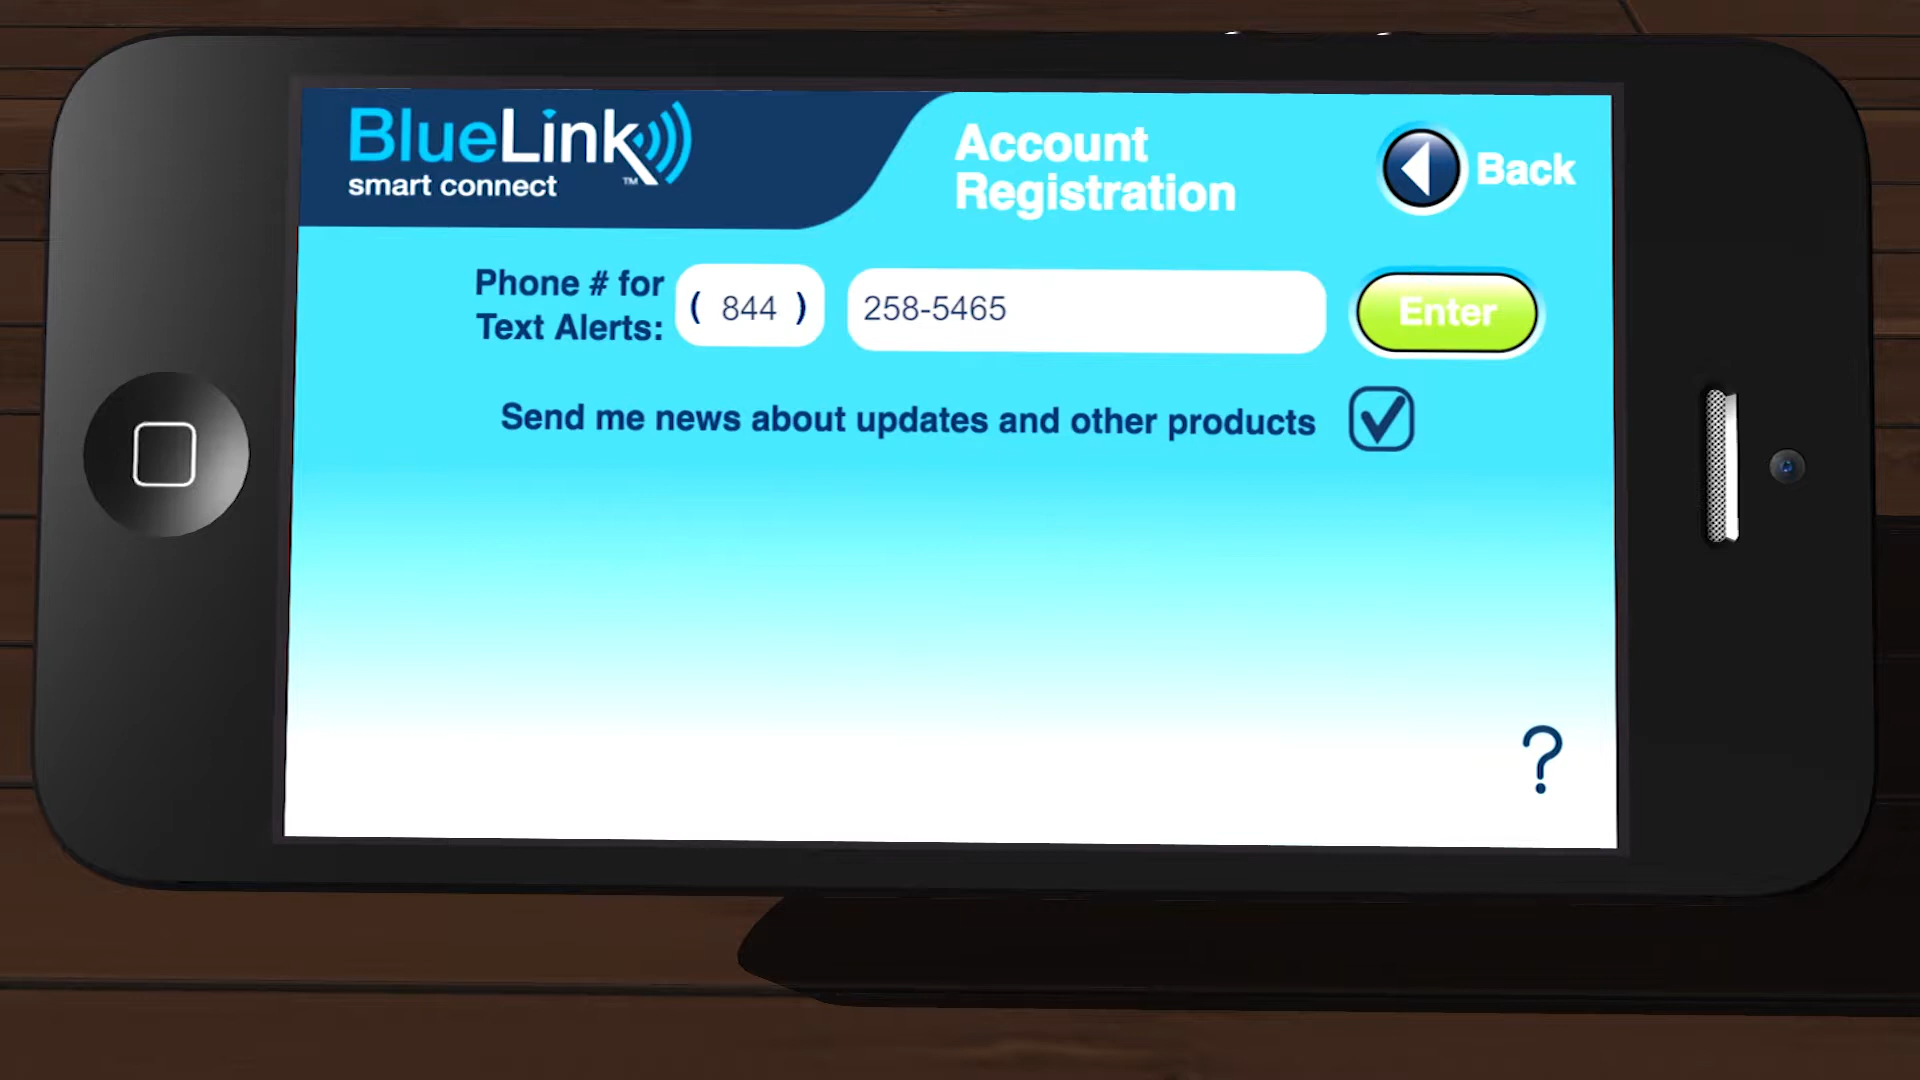 BlueLink
™
smart connect
Account
Registration
Back
Phone # for
Text Alerts:
( 844 )
258-5465
Enter
Send me news about updates and other products
?